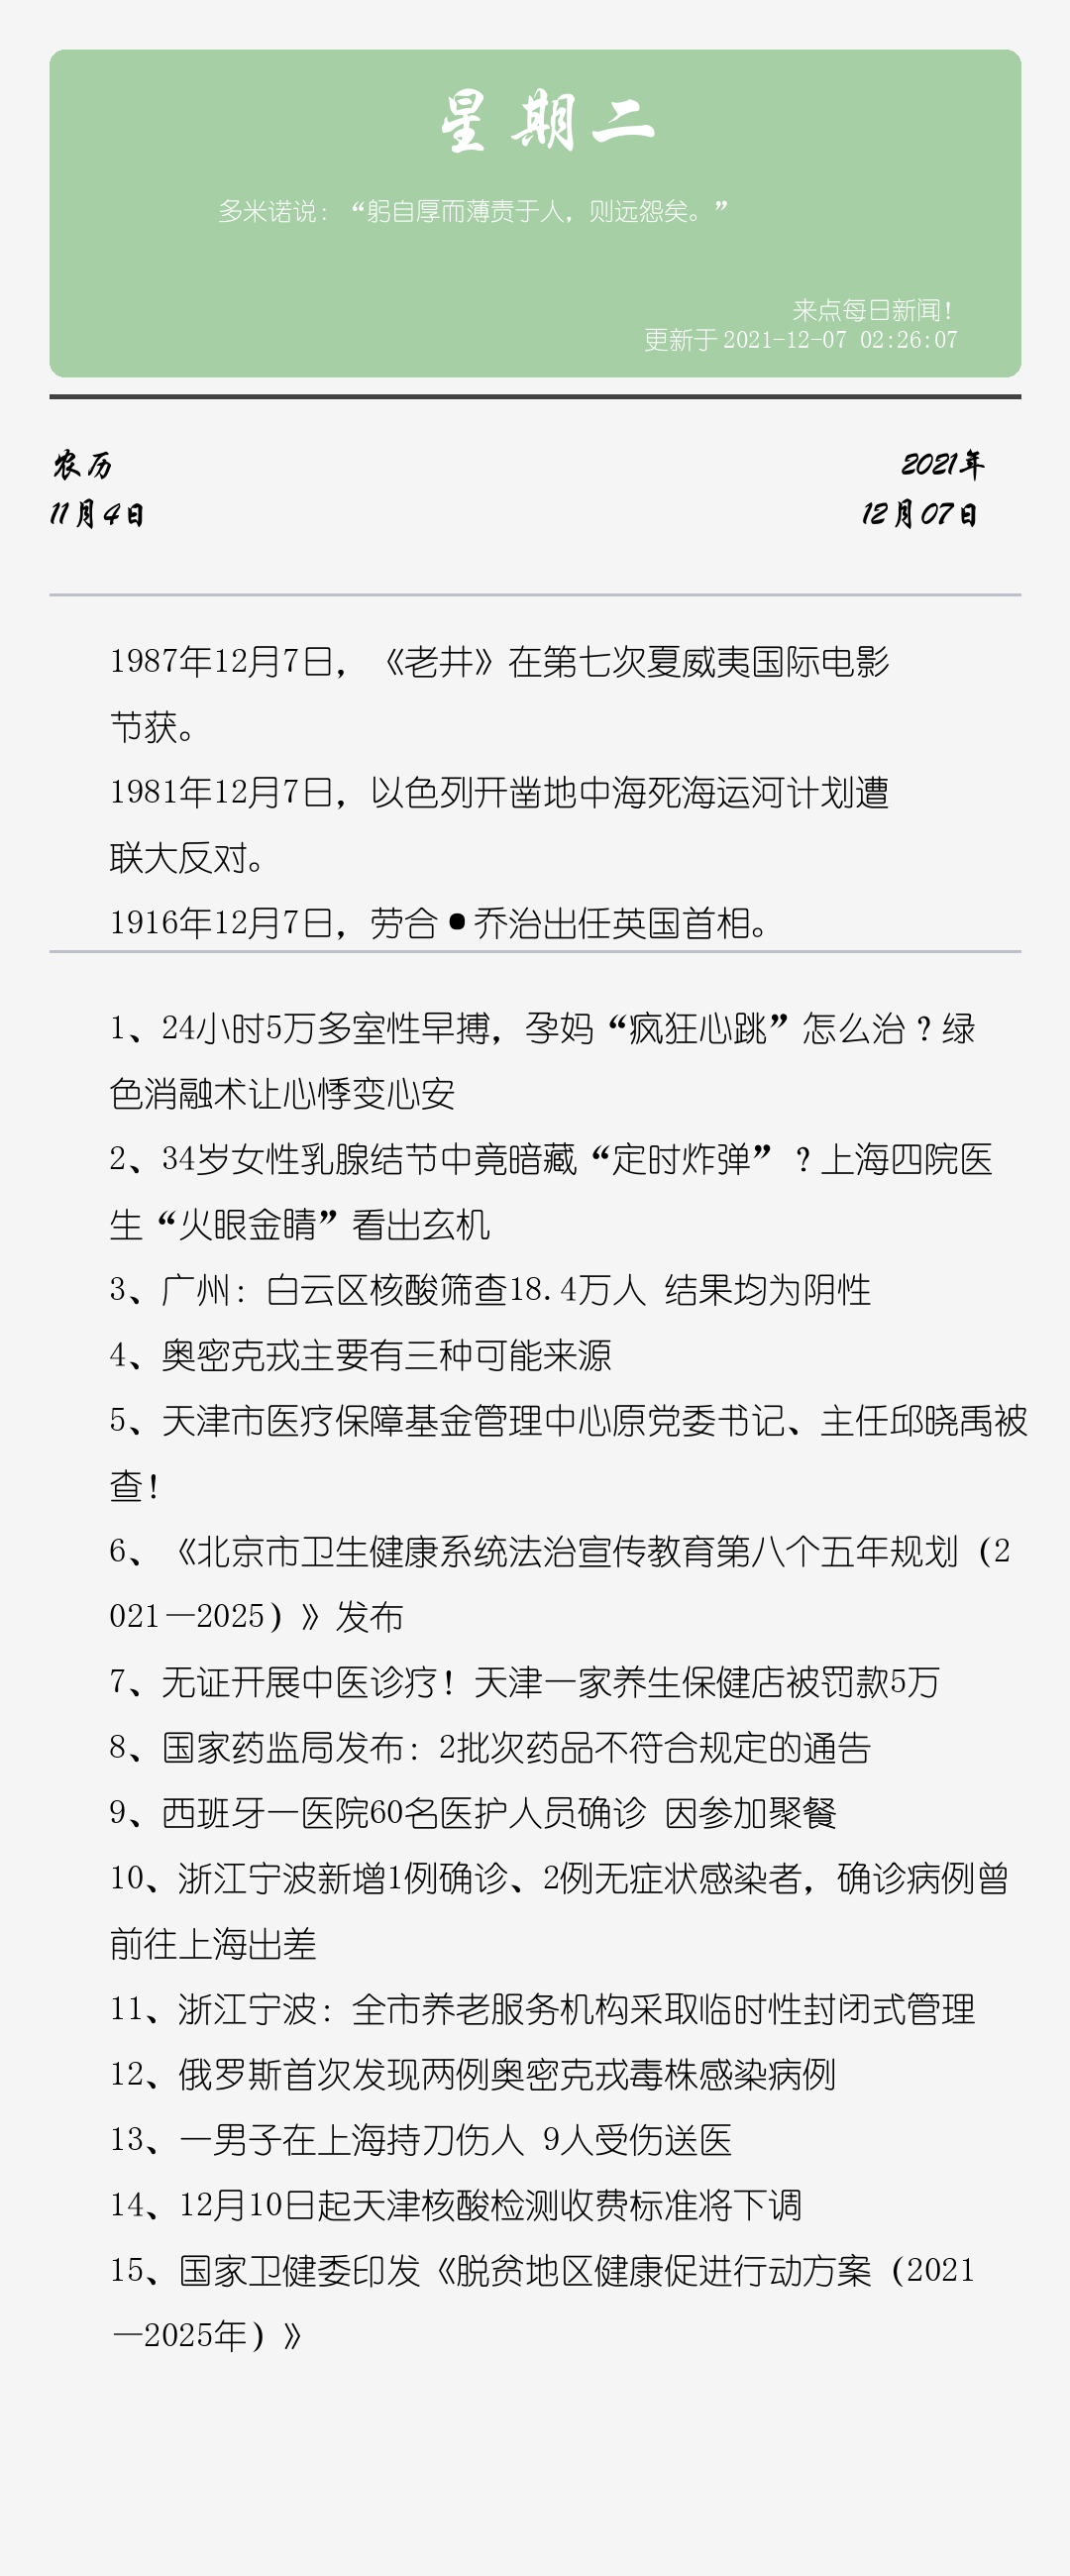 星期二
多米诺说：“躬自厚而薄责于人，则远怨矣。”
来点每日新闻！
更新于 2021-12-07 02:26:07
农历
2021年
11月4日
12月07日
1987年12月7日，《老井》在第七次夏威夷国际电影
节获。
1981年12月7日，以色列开凿地中海死海运河计划遭
联大反对。
1916年12月7日，劳合•乔治出任英国首相。
1、24小时5万多室性早搏，孕妈“疯狂心跳”怎么治？绿
色消融术让心悸变心安
2、34岁女性乳腺结节中竟暗藏“定时炸弹”？上海四院医
生“火眼金睛”看出玄机
3、广州：白云区核酸筛查18.4万人 结果均为阴性
4、奥密克戎主要有三种可能来源
5、天津市医疗保障基金管理中心原党委书记、主任邱晓禹被
查！
6、《北京市卫生健康系统法治宣传教育第八个五年规划（2
021—2025）》发布
7、无证开展中医诊疗！天津一家养生保健店被罚款5万
8、国家药监局发布：2批次药品不符合规定的通告
9、西班牙一医院60名医护人员确诊 因参加聚餐
10、浙江宁波新增1例确诊、2例无症状感染者，确诊病例曾
前往上海出差
11、浙江宁波：全市养老服务机构采取临时性封闭式管理
12、俄罗斯首次发现两例奥密克戎毒株感染病例
13、一男子在上海持刀伤人 9人受伤送医
14、12月10日起天津核酸检测收费标准将下调
15、国家卫健委印发《脱贫地区健康促进行动方案（2021
—2025年）》